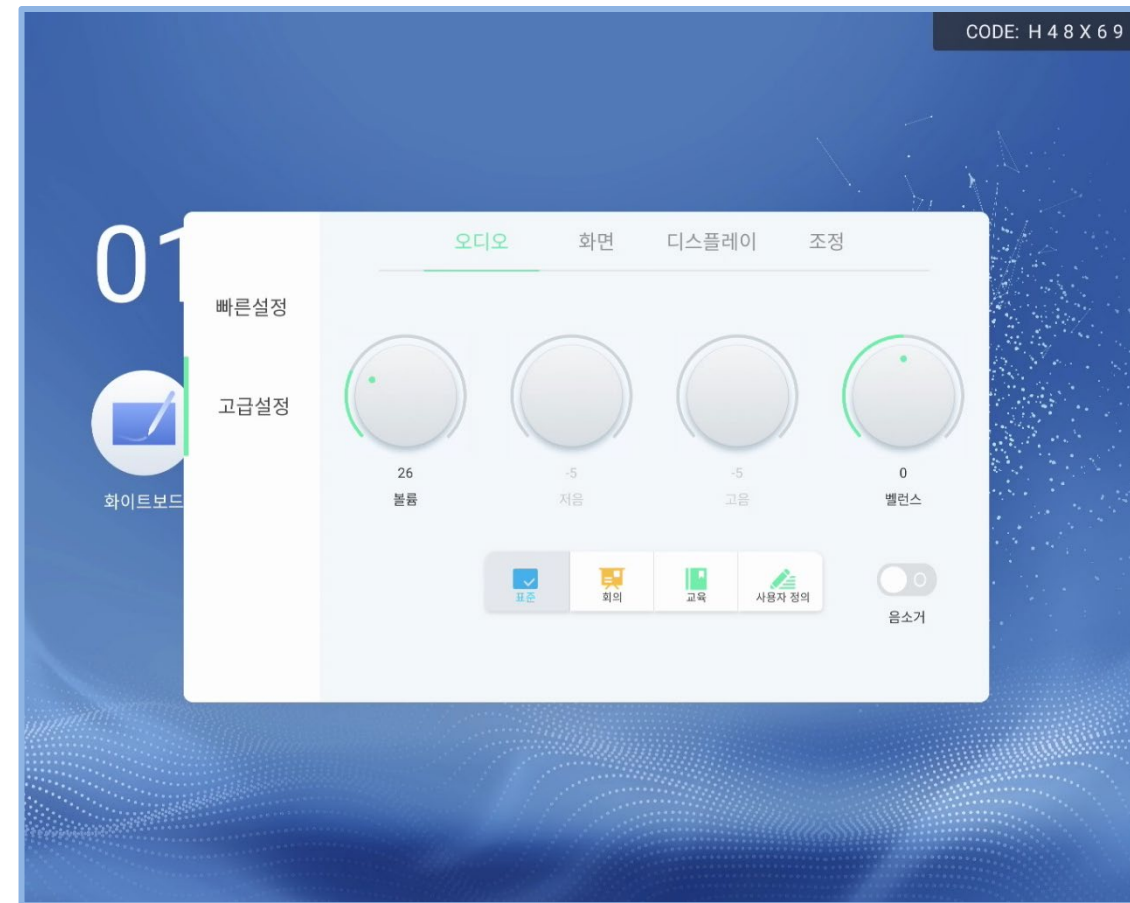 CODE: H 4 8 X 6 9
01
오디오 화면 디스플레이 조정
빠른설정
고급설정
화이트보드
26 -5 -5 0
볼륨 저음 고음 벨런스
표준 회의 교육 사용자 정의
음소거